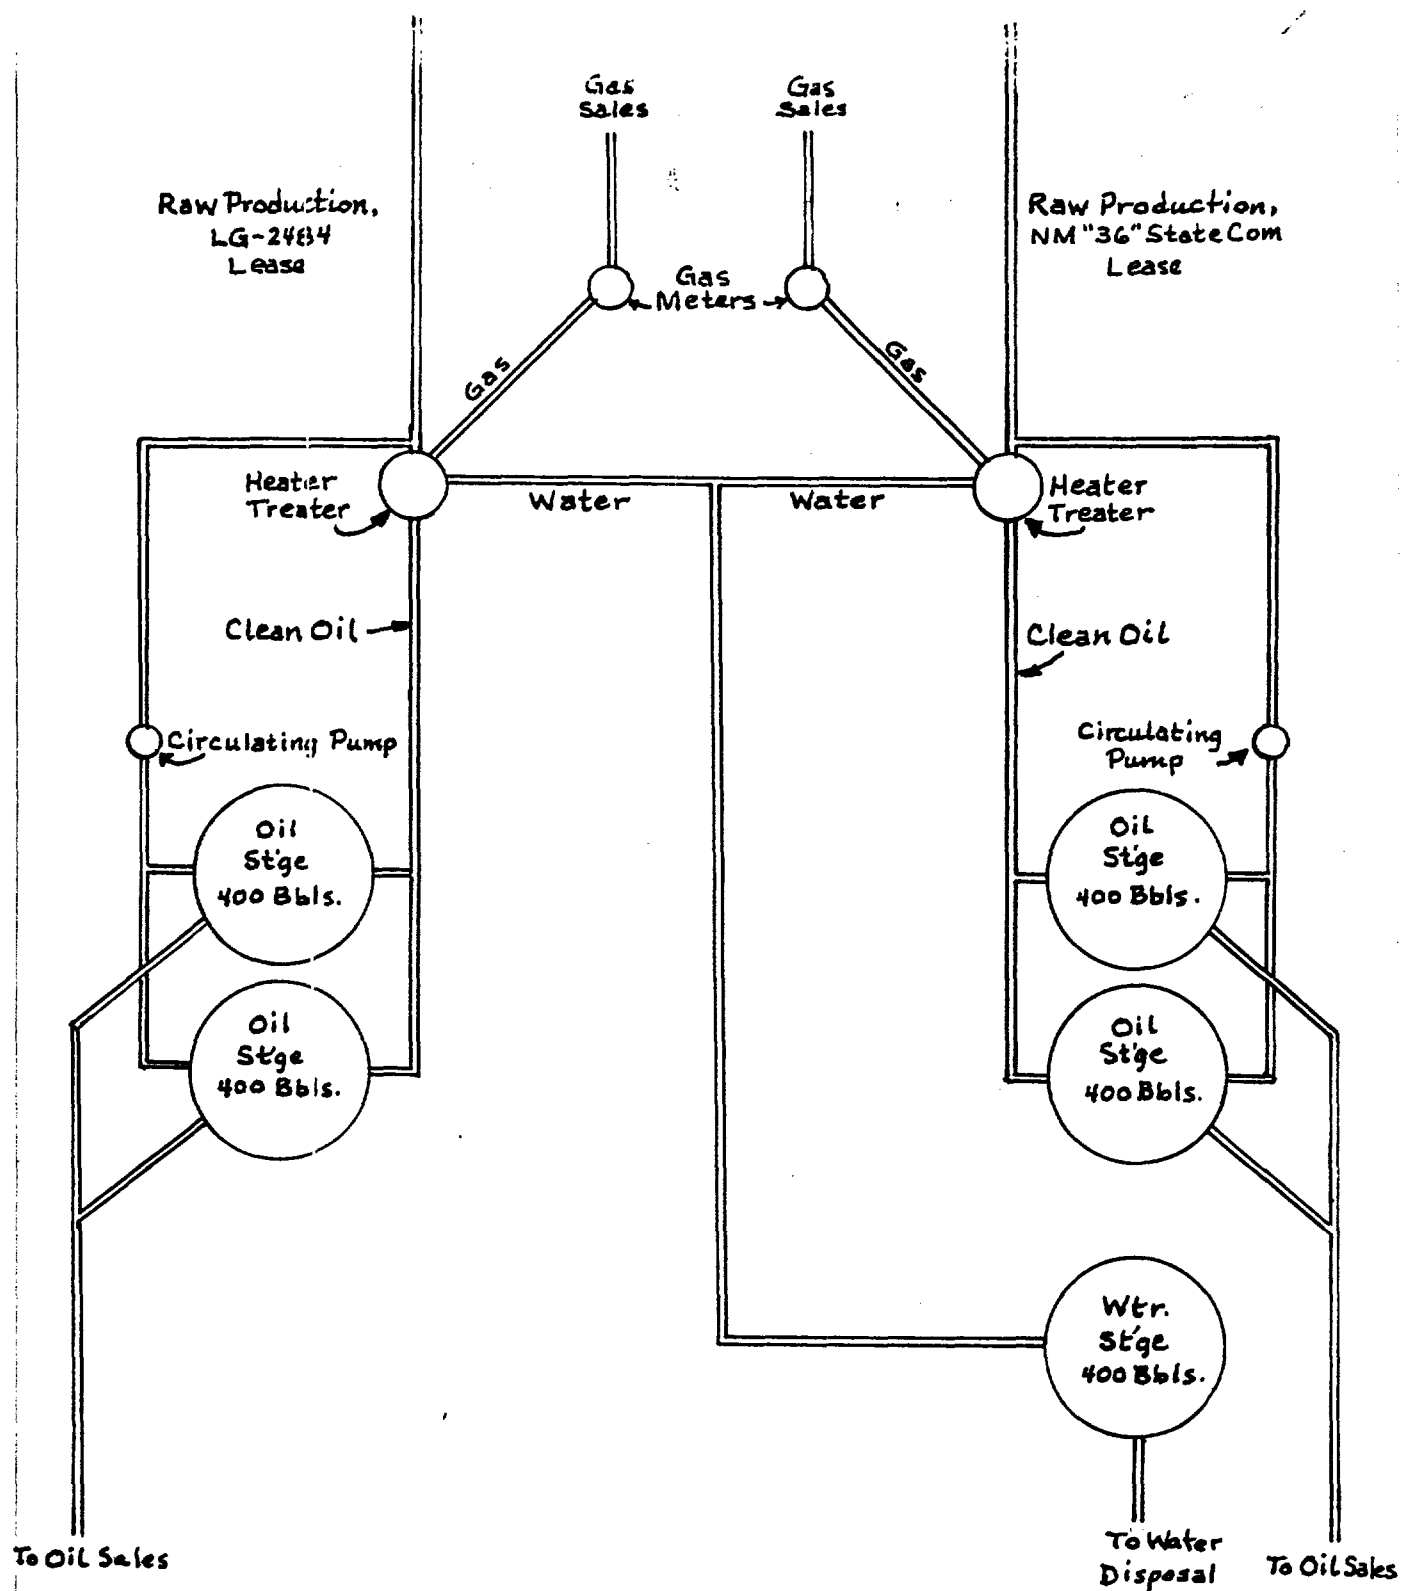 Gas
Sales
Gas
Sales
Raw Production,
LG-2484
Lease
Raw Production,
NM "36" State Com
Lease
Gas
Meters
Gas
Gas
Heater
Treater
Water
Water
Heater
Treater
Clean Oil
Clean Oil
Circulating Pump
Circulating
Pump
Oil
St'ge
400 Bbls.
Oil
St'ge
400 Bbls.
Oil
St'ge
400 Bbls.
Oil
St'ge
400 Bbls.
Wtr.
St'ge
400 Bbls.
To Oil Sales
To Water
Disposal
To Oil Sales